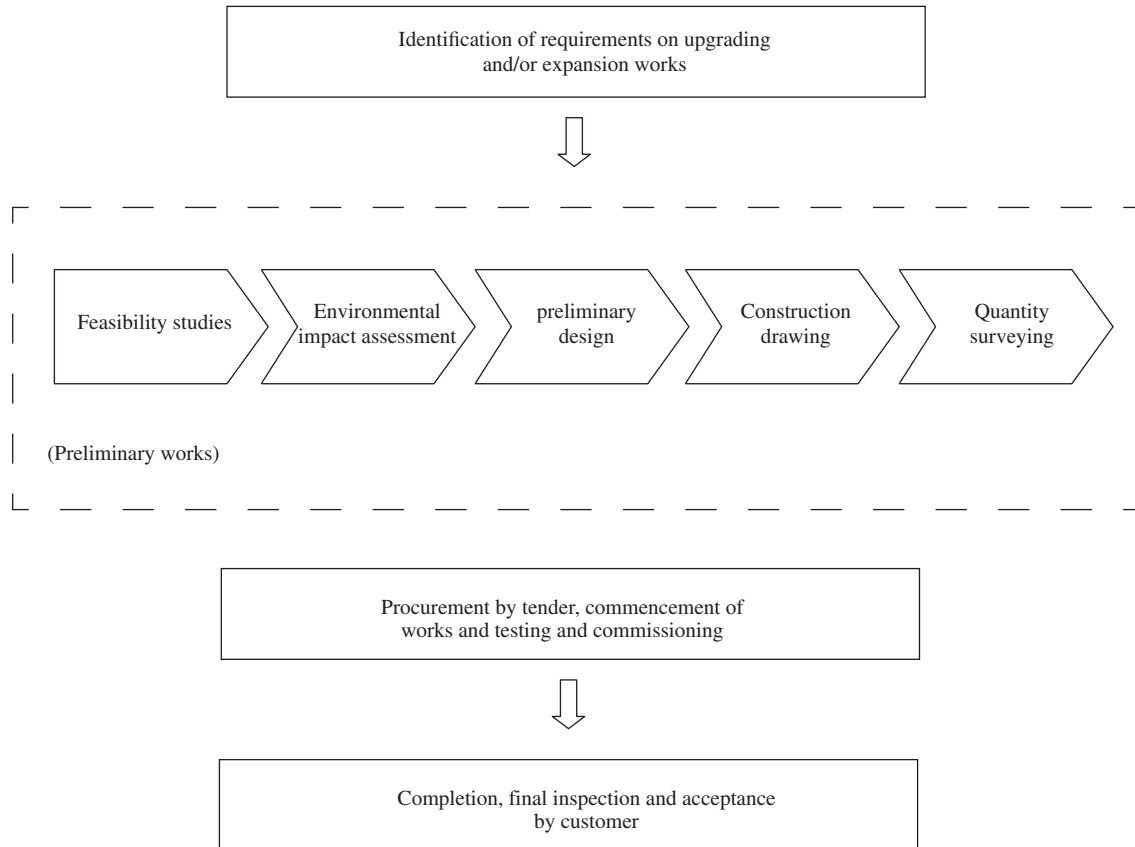 Identification of requirements on upgrading
and/or expansion works
Feasibility studies
Environmental
impact assessment
preliminary
design
Construction
drawing
Quantity
surveying
(Preliminary works)
Procurement by tender, commencement of
works and testing and commissioning
Completion, final inspection and acceptance
by customer